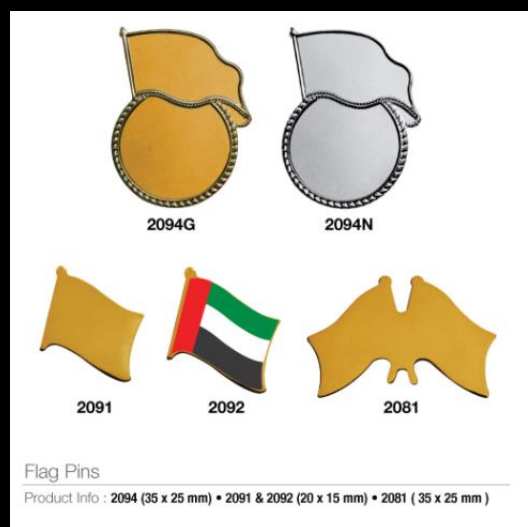 2094G 2094N
2091 2092 2081
Flag Pins
Product Info : 2094 (35 x 25 mm) • 2091 & 2092 (20 x 15 mm) • 2081 ( 35 x 25 mm )